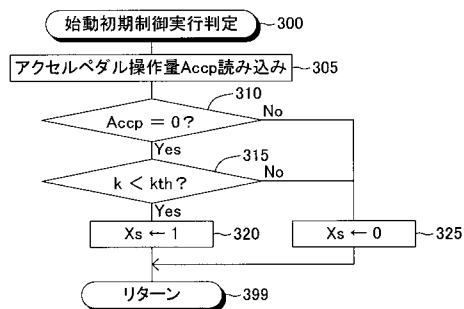 始動初期制御実行判定
300
アクセルペダル操作量Accp読み込み
305
310
Accp = 0?
No
Yes
315
k < kth?
No
Yes
Xs ← 1
320
Xs ← 0
325
リターン
399